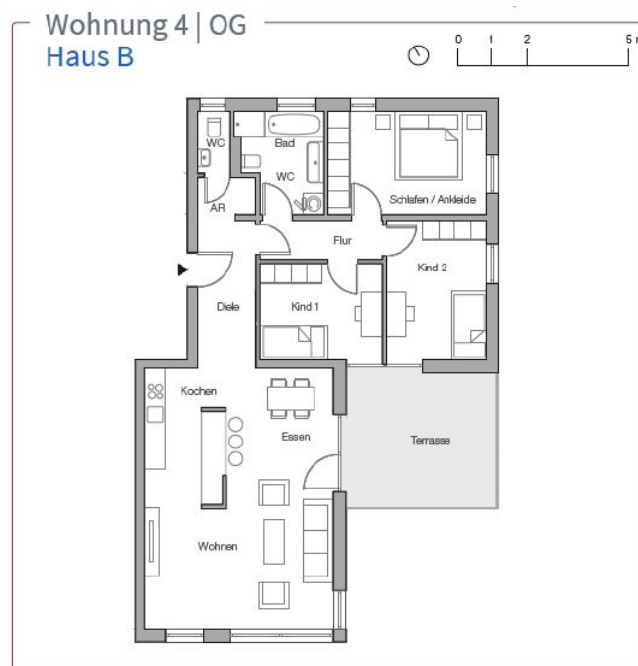 Wohnung 4 | OG
Haus B
0 1 2 5 m
WC
Bad
WC
AR
Schlafen / Ankleide
Flur
Kind 2
Diele
Kind 1
Kochen
Essen
Terrasse
Wohnen